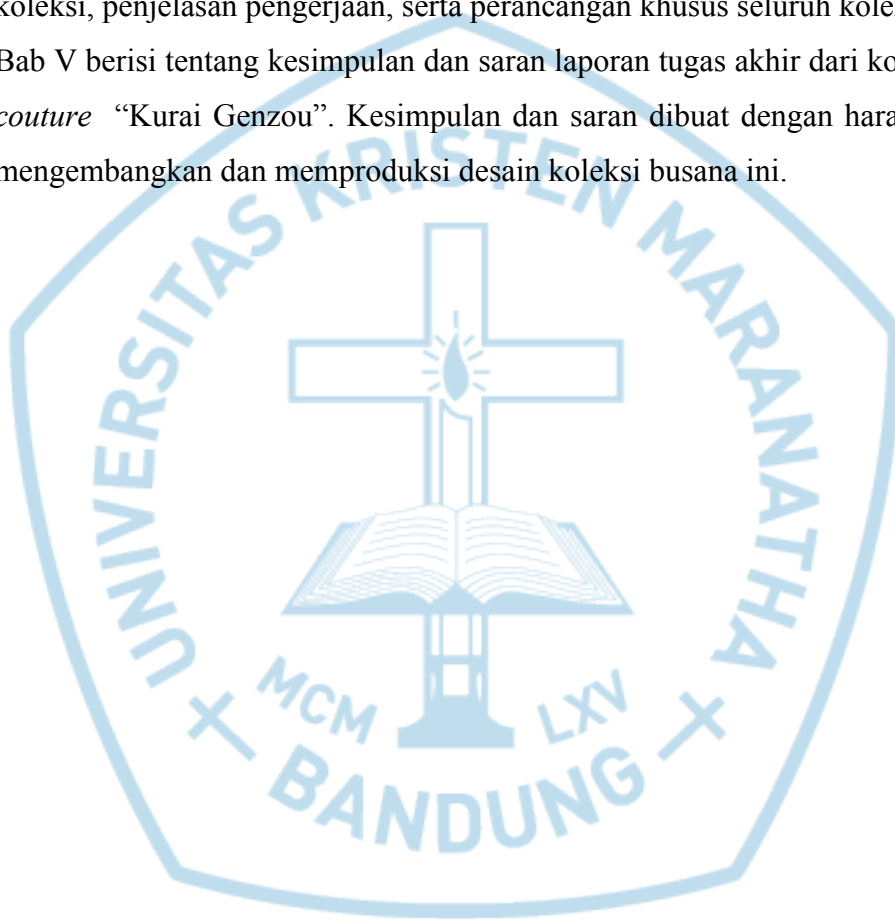 koleksi, penjelasan pengerjaan, serta perancangan khusus seluruh
Bab V berisi tentang kesimpulan dan saran laporan tugas akhir dari
couture “Kurai Genzou”. Kesimpulan dan saran dibuat dengan
mengembangkan dan memproduksi desain koleksi busana ini.
UNIVERSITAS KRISTEN MARANATHA
MCM LXV
BANDUNG